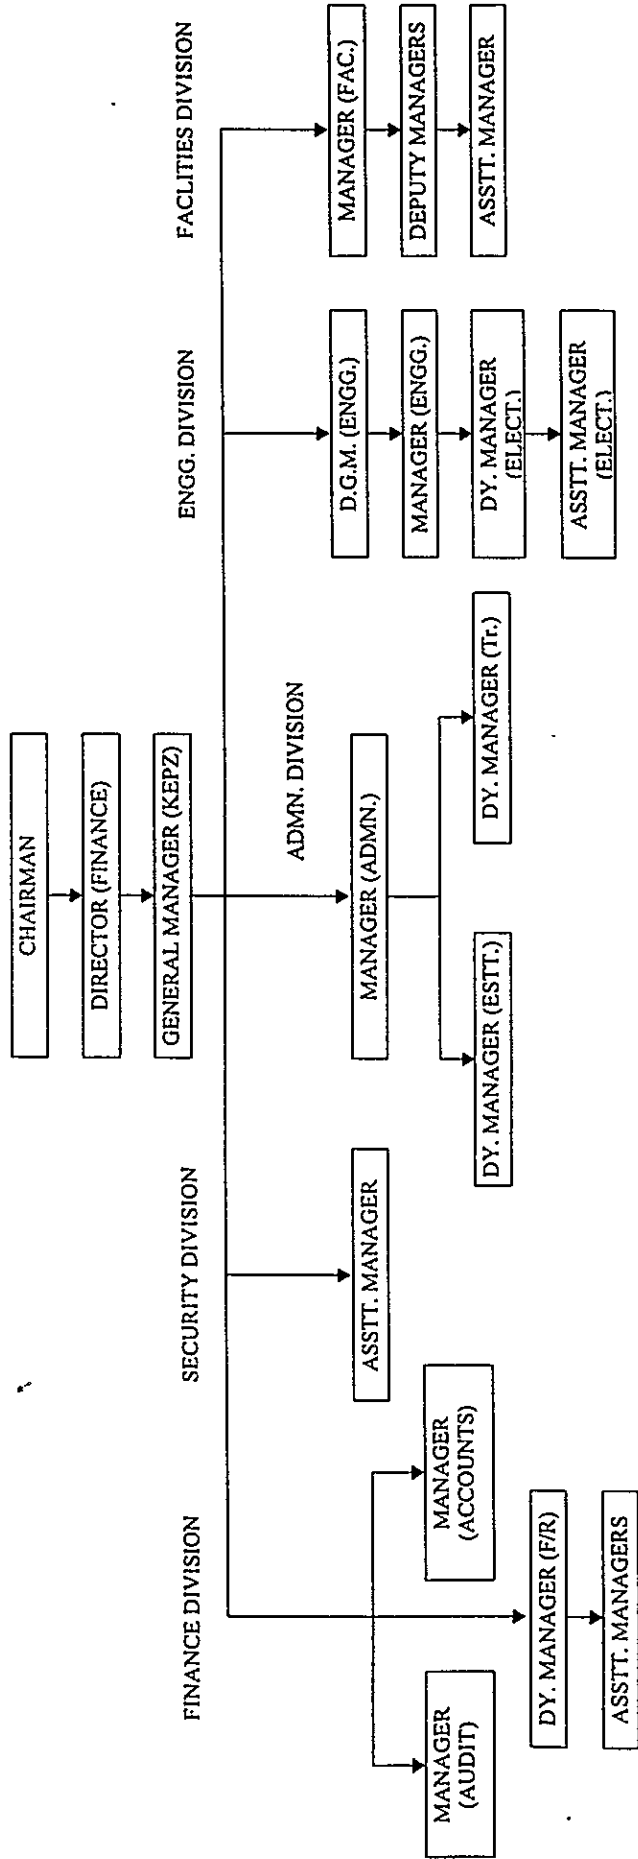 CHAIRMAN
DIRECTOR (FINANCE)
GENERAL MANAGER (KEPZ)
FINANCE DIVISION
SECURITY DIVISION
ADMN. DIVISION
ENGG. DIVISION
FACLITIES DIVISION
MANAGER
(AUDIT)
MANAGER
(ACCOUNTS)
DY. MANAGER (F/R)
ASSTT. MANAGERS
ASSTT. MANAGER
MANAGER (ADMN.)
DY. MANAGER (ESTT.)
DY. MANAGER (Tr.)
D.G.M. (ENGG.)
MANAGER (ENGG.)
DY. MANAGER
(ELECT.)
ASSTT. MANAGER
(ELECT.)
MANAGER (FAC.)
DEPUTY MANAGERS
ASSTT. MANAGER